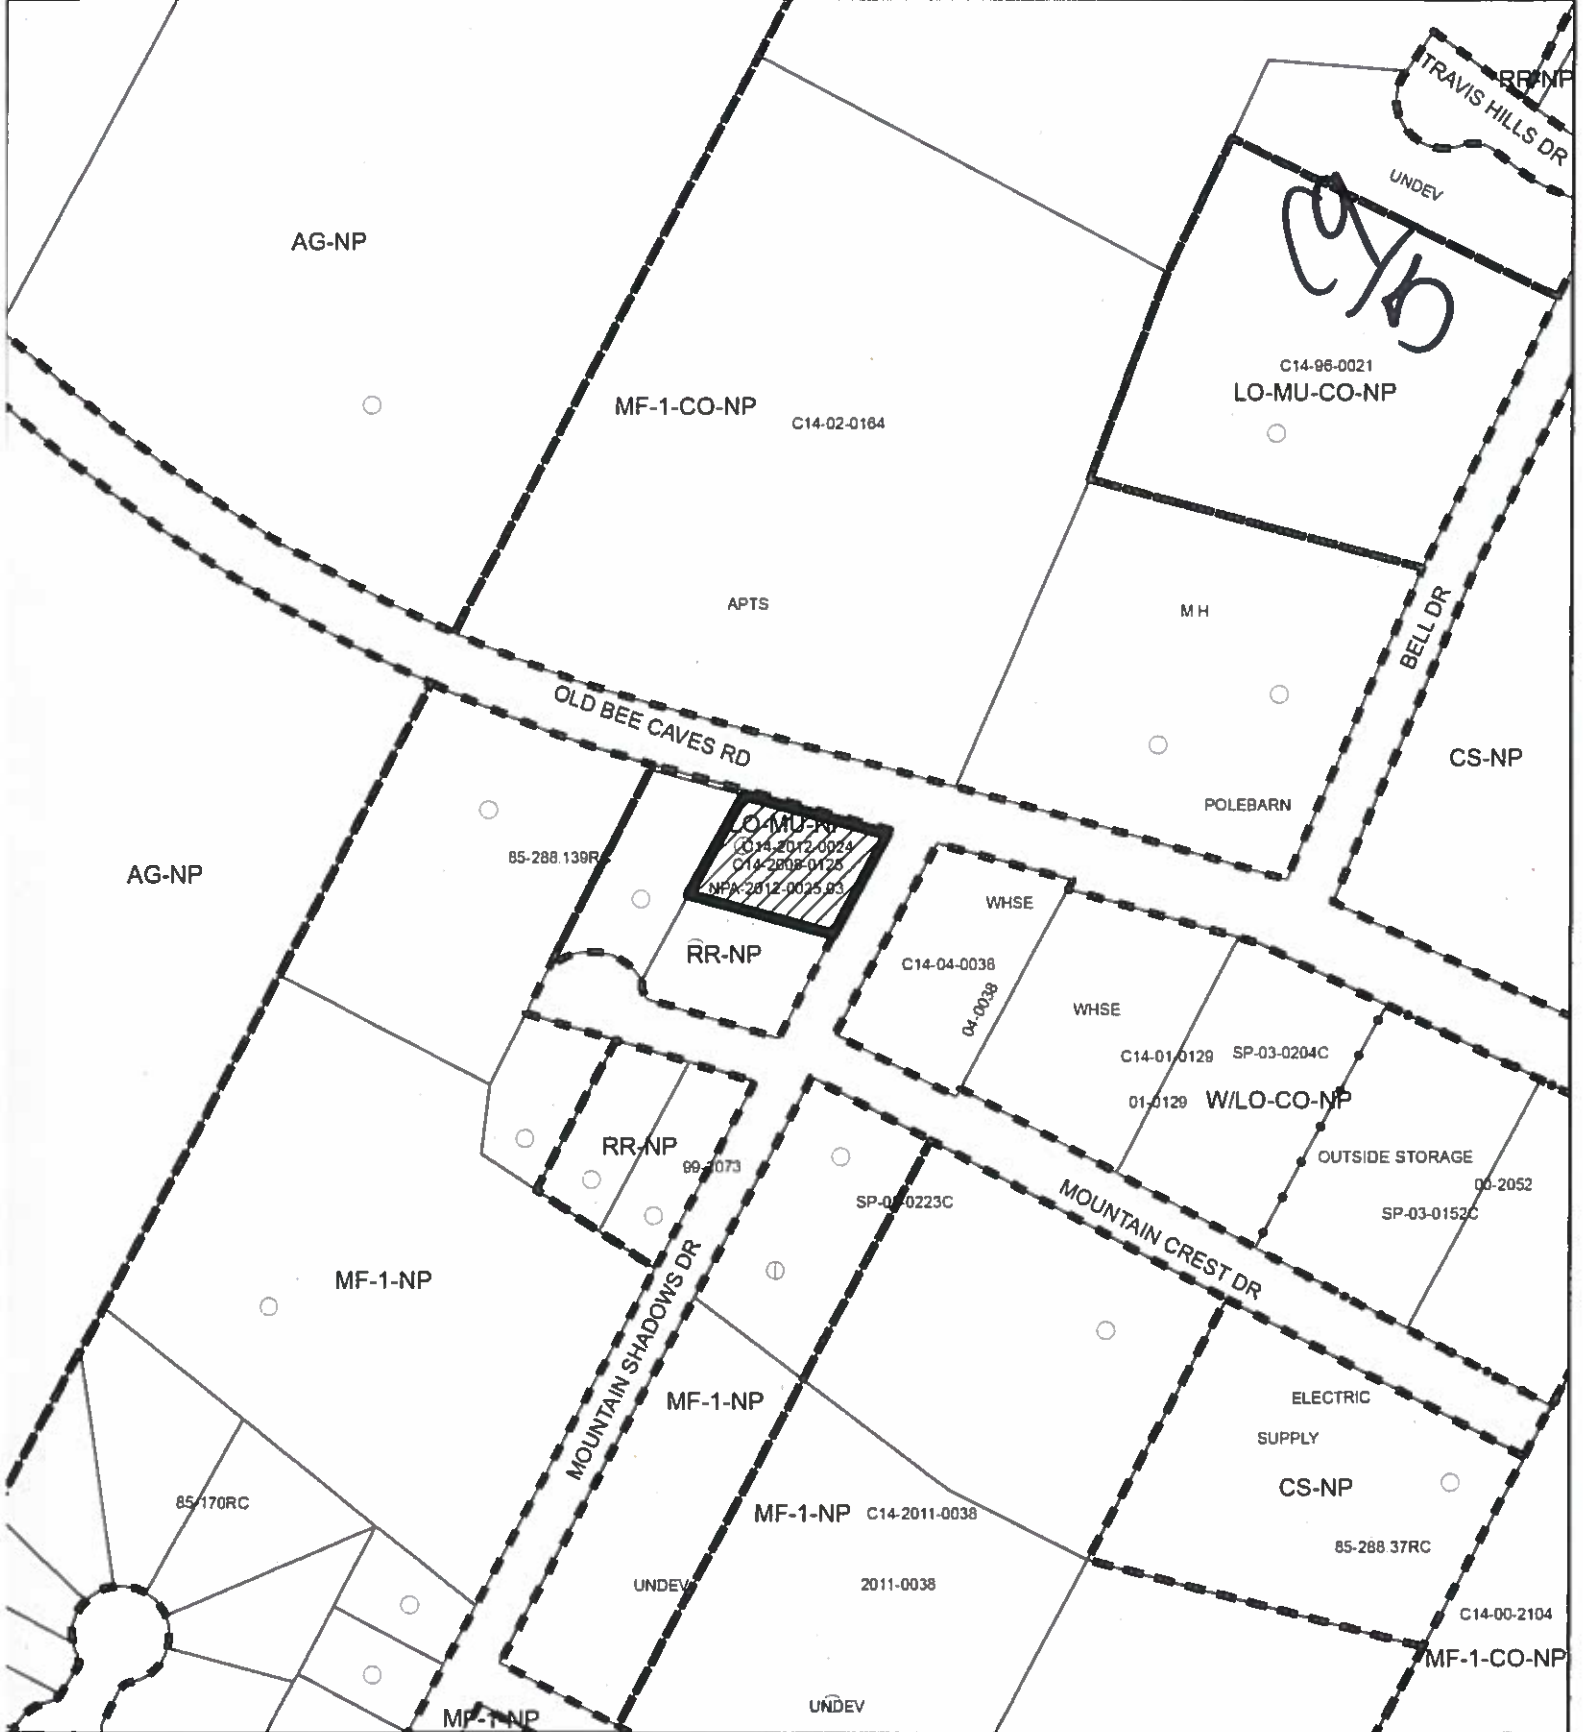 TRAVIS HILLS DR
RR-NP
UNDEV
AG-NP
C14-96-0021
LO-MU-CO-NP
MF-1-CO-NP
C14-02-0164
APTS
M H
BELL DR
OLD BEE CAVES RD
CS-NP
POLEBARN
LO-MU-NP
C14-2012-0024
C14-2008-0125
NPA-2012-0025.03
85-288.139R
AG-NP
WHSE
RR-NP
C14-04-0038
04-0038
WHSE
C14-01-0129
SP-03-0204C
01-0129
W/LO-CO-NP
RR-NP
99-2073
OUTSIDE STORAGE
00-2052
SP-03-0152C
MOUNTAIN CREST DR
MF-1-NP
MOUNTAIN SHADOWS DR
MF-1-NP
ELECTRIC
SUPPLY
CS-NP
85-170RC
MF-1-NP
C14-2011-0038
85-288.37RC
UNDEV
2011-0038
C14-00-2104
MF-1-CO-NP
UNDEV
MF-1-NP